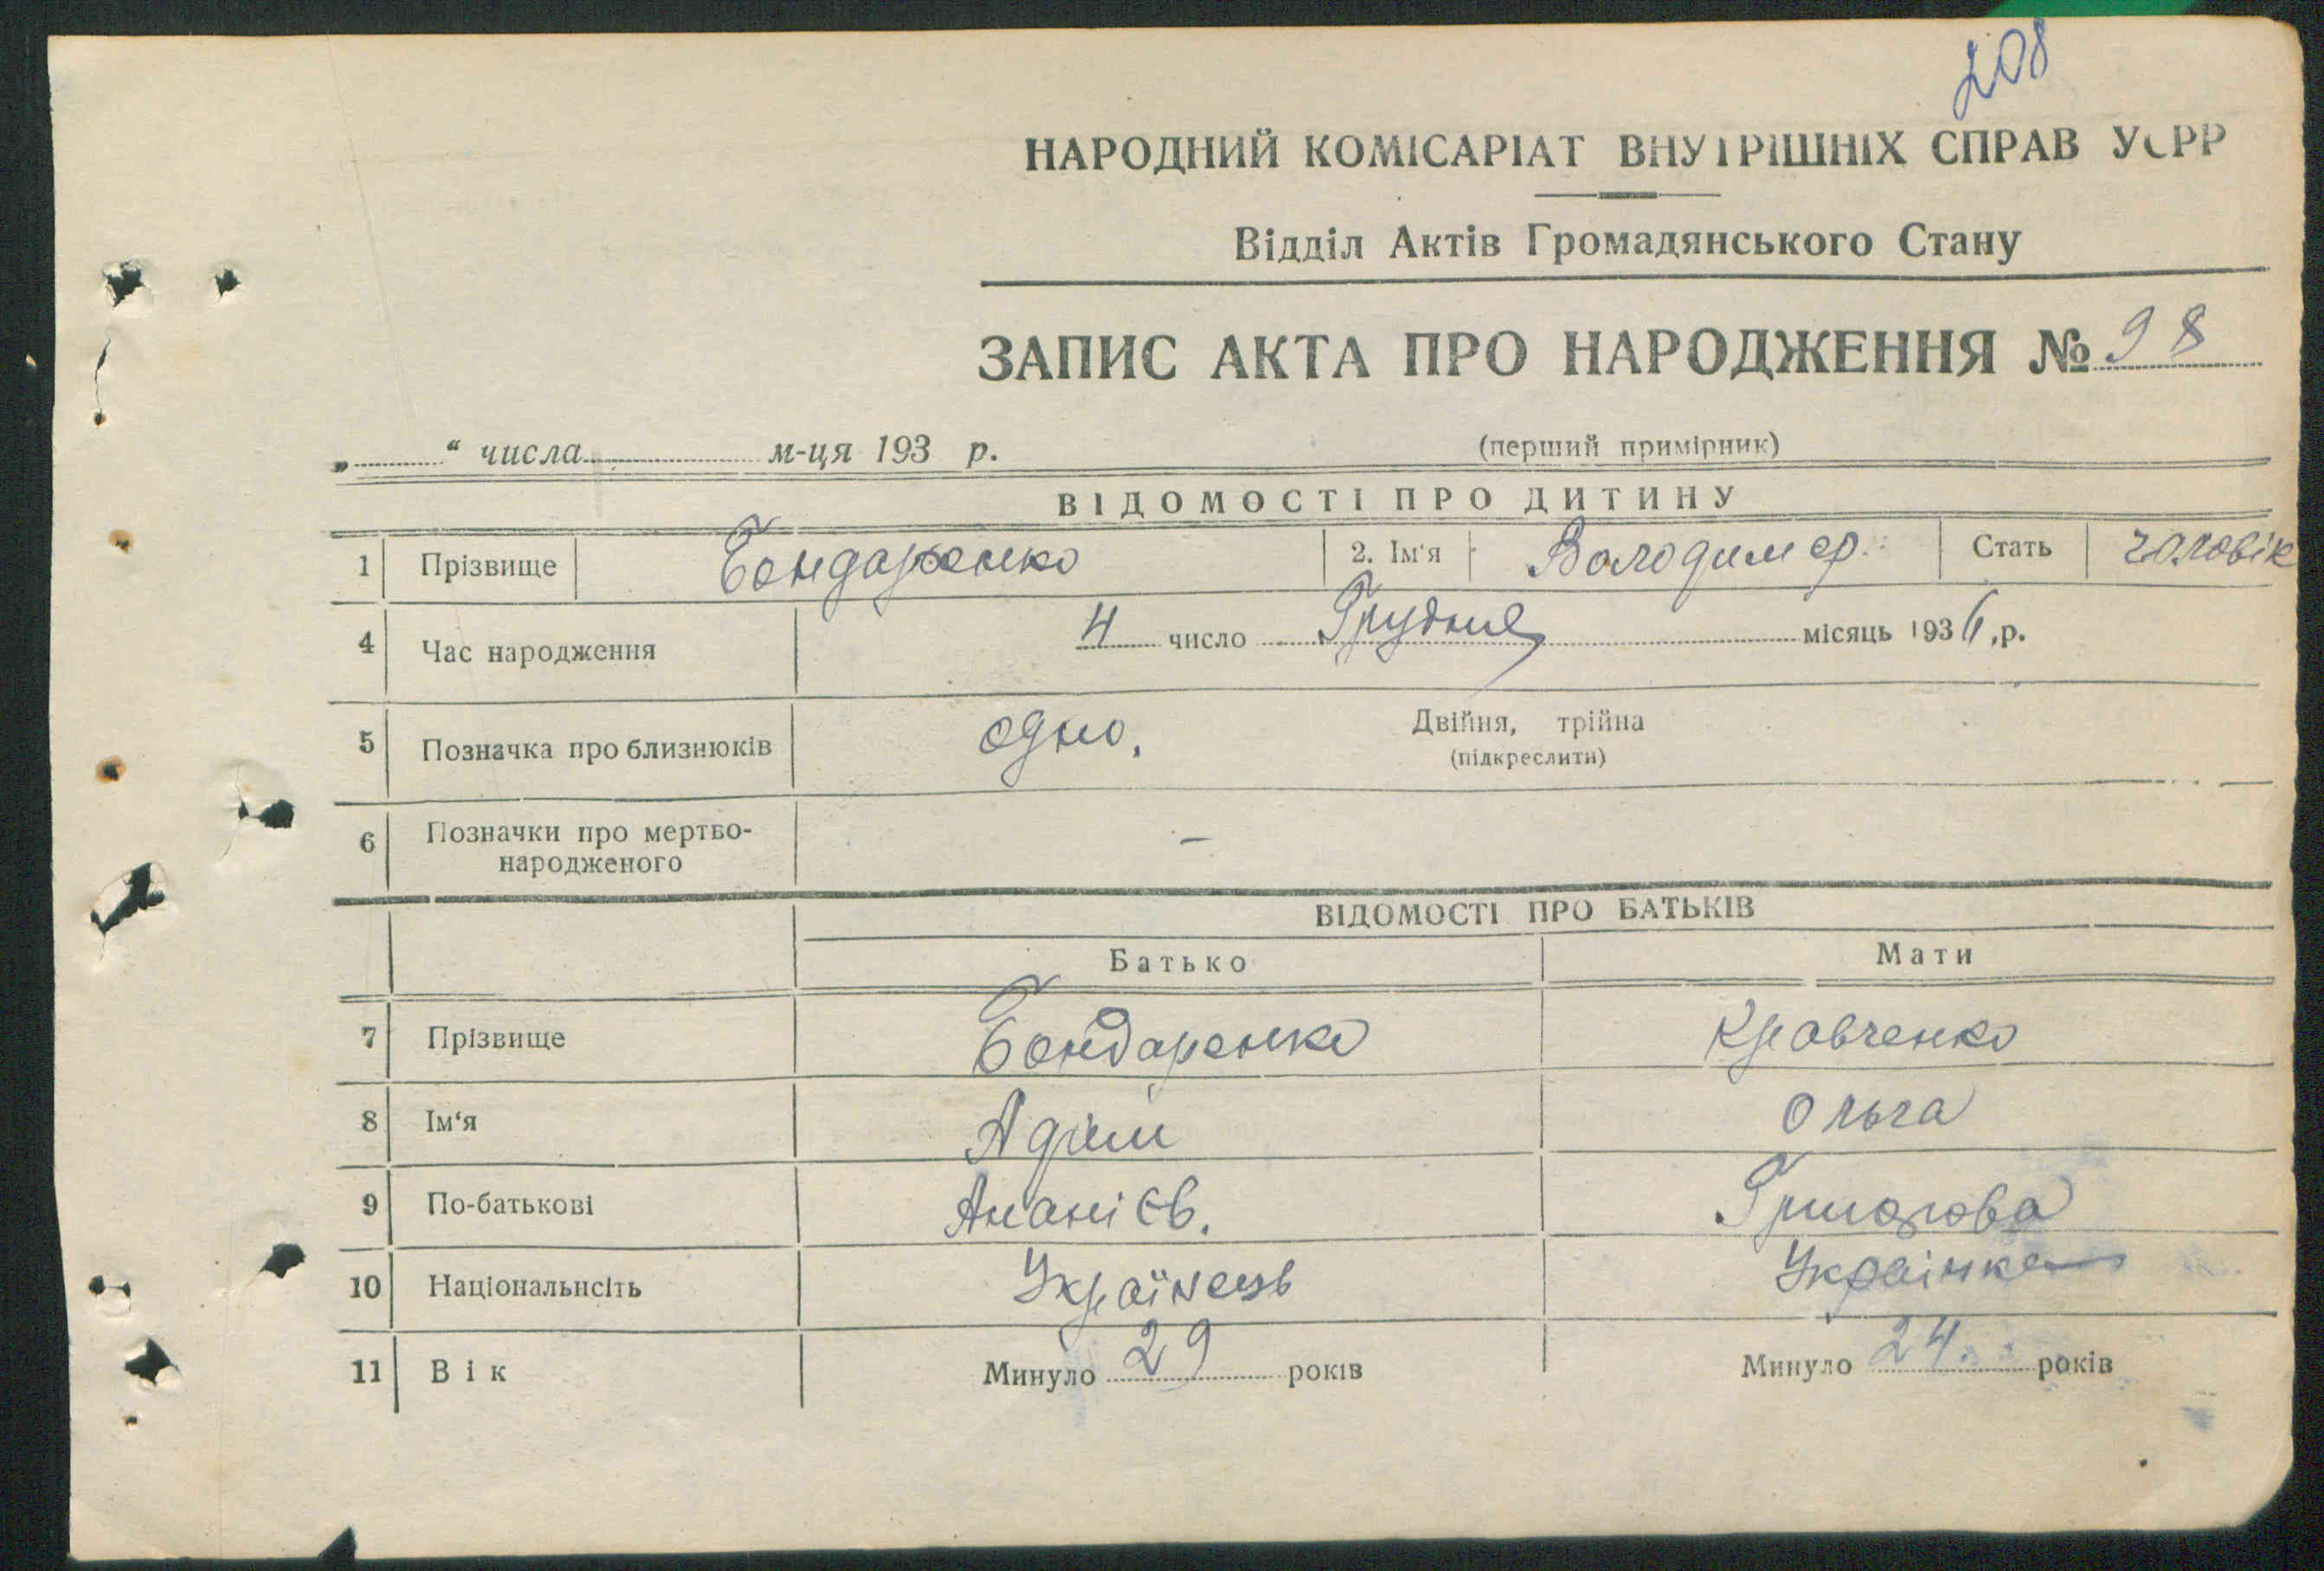 208
НАРОДНИЙ КОМІСАРІАТ ВНУТРІШНІХ СПРАВ УСРР
Відділ Актів Громадянського Стану
ЗАПИС АКТА ПРО НАРОДЖЕННЯ № 98
„ “ числа м-ця 193 р. (перший примірник)
ВІДОМОСТІ ПРО ДИТИНУ
1 Прізвище Бондаренко 2. Ім'я Володимер Стать чоловік
4 Час народження 4 число Грудня місяць 1936 р.
5 Позначка про близнюків одно, Двійня, трійна
(підкреслити)
6 Позначки про мертво-
народженого –
ВІДОМОСТІ ПРО БАТЬКІВ
Батько Мати
7 Прізвище Бондаренко Кравченко
8 Ім'я Ольга
9 По-батькові Ананієв. Григорова
10 Національнсіть Українець Українка
11 Вік Минуло 29 років Минуло 24. років